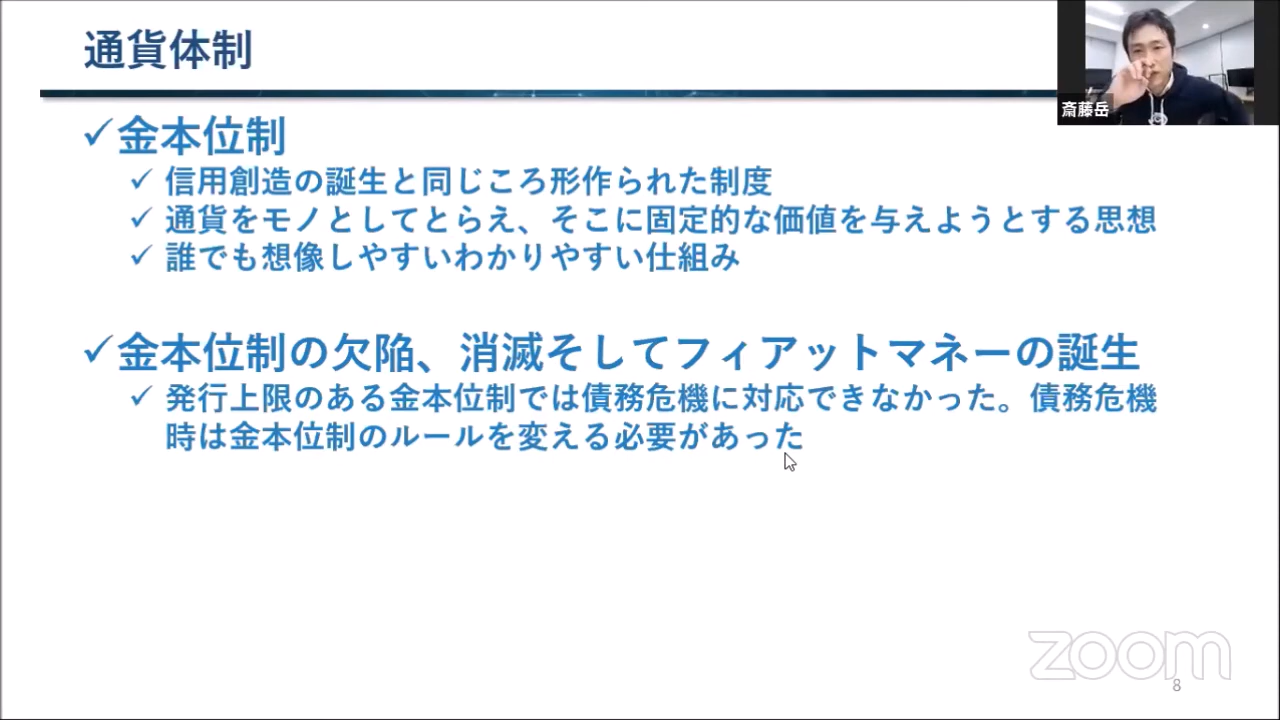 通貨体制
斎藤岳
金本位制
信用創造の誕生と同じころ形作られた制度
通貨をモノとしてとらえ、そこに固定的な価値を与えようとする思想
誰でも想像しやすいわかりやすい仕組み
金本位制の欠陥、消滅そしてフィアットマネーの誕生
発行上限のある金本位制では債務危機に対応できなかった。債務危機
時は金本位制のルールを変える必要があった
zoom
8